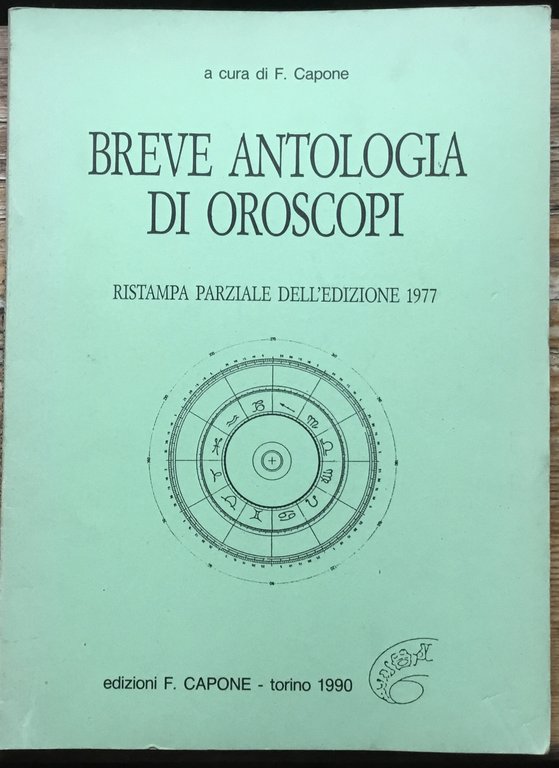 a cura di F. Capone
BREVE ANTOLOGIA
DI OROSCOPI
RISTAMPA PARZIALE DELL'EDIZIONE 1977
edizioni F. CAPONE - torino 1990